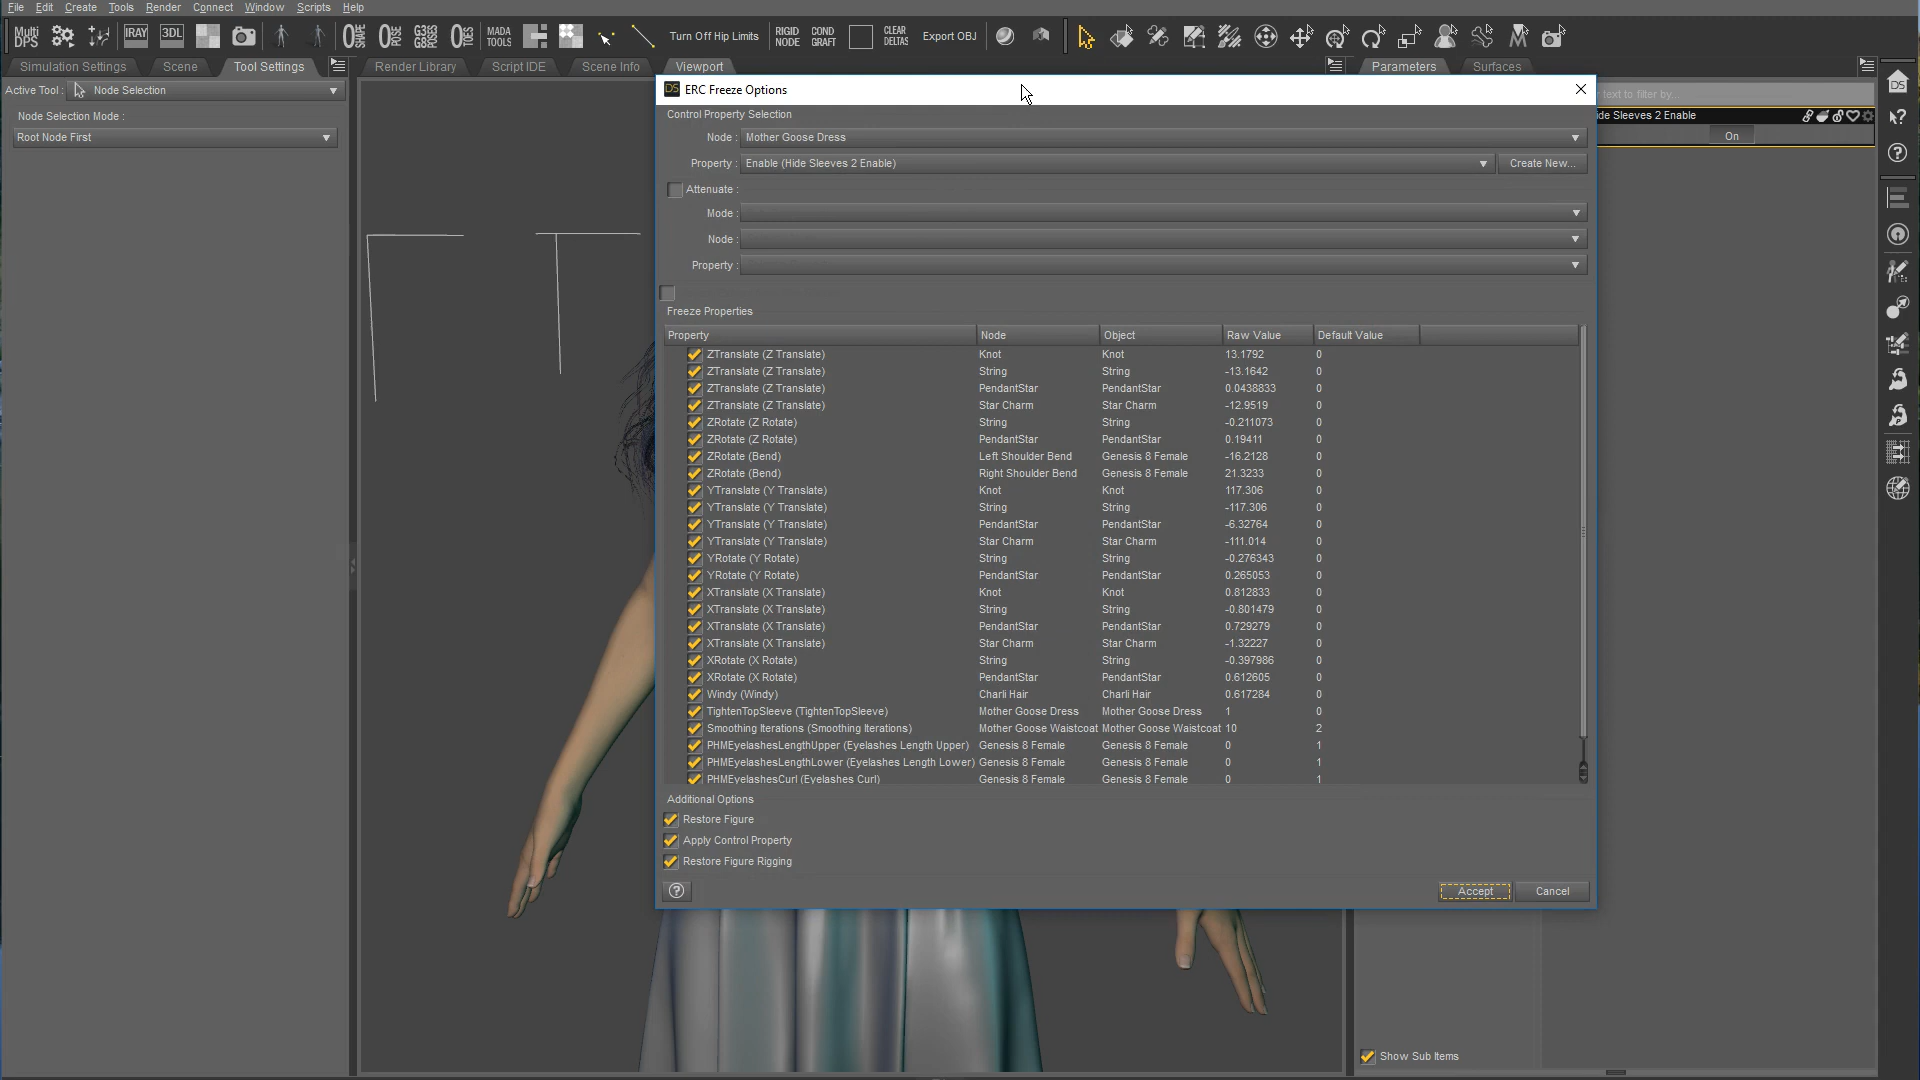 File Edit Create Tools Render Connect Window Scripts Help
Multi DPS IRAY 3DL MADA TOOLS Turn Off Hip Limits RIGID NODE COND GRAFT CLEAR DELTAS Export OBJ
Simulation Settings Scene Tool Settings Render Library Script IDE Scene Info Viewport Parameters Surfaces
Active Tool : Node Selection
Node Selection Mode :
Root Node First
ERC Freeze Options
Control Property Selection
Node : Mother Goose Dress
Property : Enable (Hide Sleeves 2 Enable) Create New...
Attenuate :
Mode :
Node :
Property :
Freeze Properties
Property Node Object Raw Value Default Value
ZTranslate (Z Translate) Knot Knot 13.1792 0
ZTranslate (Z Translate) String String -13.1642 0
ZTranslate (Z Translate) PendantStar PendantStar 0.0438833 0
ZTranslate (Z Translate) Star Charm Star Charm -12.9519 0
ZRotate (Z Rotate) String String -0.211073 0
ZRotate (Z Rotate) PendantStar PendantStar 0.19411 0
ZRotate (Bend) Left Shoulder Bend Genesis 8 Female -16.2128 0
ZRotate (Bend) Right Shoulder Bend Genesis 8 Female 21.3233 0
YTranslate (Y Translate) Knot Knot 117.306 0
YTranslate (Y Translate) String String -117.306 0
YTranslate (Y Translate) PendantStar PendantStar -6.32764 0
YTranslate (Y Translate) Star Charm Star Charm -111.014 0
YRotate (Y Rotate) String String -0.276343 0
YRotate (Y Rotate) PendantStar PendantStar 0.265053 0
XTranslate (X Translate) Knot Knot 0.812833 0
XTranslate (X Translate) String String -0.801479 0
XTranslate (X Translate) PendantStar PendantStar 0.729279 0
XTranslate (X Translate) Star Charm Star Charm -1.32227 0
XRotate (X Rotate) String String -0.397986 0
XRotate (X Rotate) PendantStar PendantStar 0.612605 0
Windy (Windy) Charli Hair Charli Hair 0.617284 0
TightenTopSleeve (TightenTopSleeve) Mother Goose Dress Mother Goose Dress 1 0
Smoothing Iterations (Smoothing Iterations) Mother Goose Waistcoat Mother Goose Waistcoat 10 2
PHMEyelashesLengthUpper (Eyelashes Length Upper) Genesis 8 Female Genesis 8 Female 0 1
PHMEyelashesLengthLower (Eyelashes Length Lower) Genesis 8 Female Genesis 8 Female 0 1
PHMEyelashesCurl (Eyelashes Curl) Genesis 8 Female Genesis 8 Female 0 1
Additional Options
Restore Figure
Apply Control Property
Restore Figure Rigging
Accept Cancel
text to filter by...
ide Sleeves 2 Enable
On
Show Sub Items